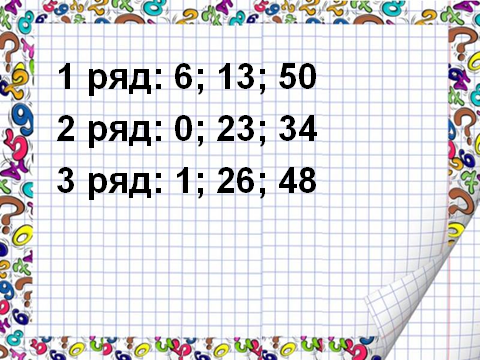 1 ряд: 6; 13; 50
2 ряд: 0; 23; 34
3 ряд: 1; 26; 48